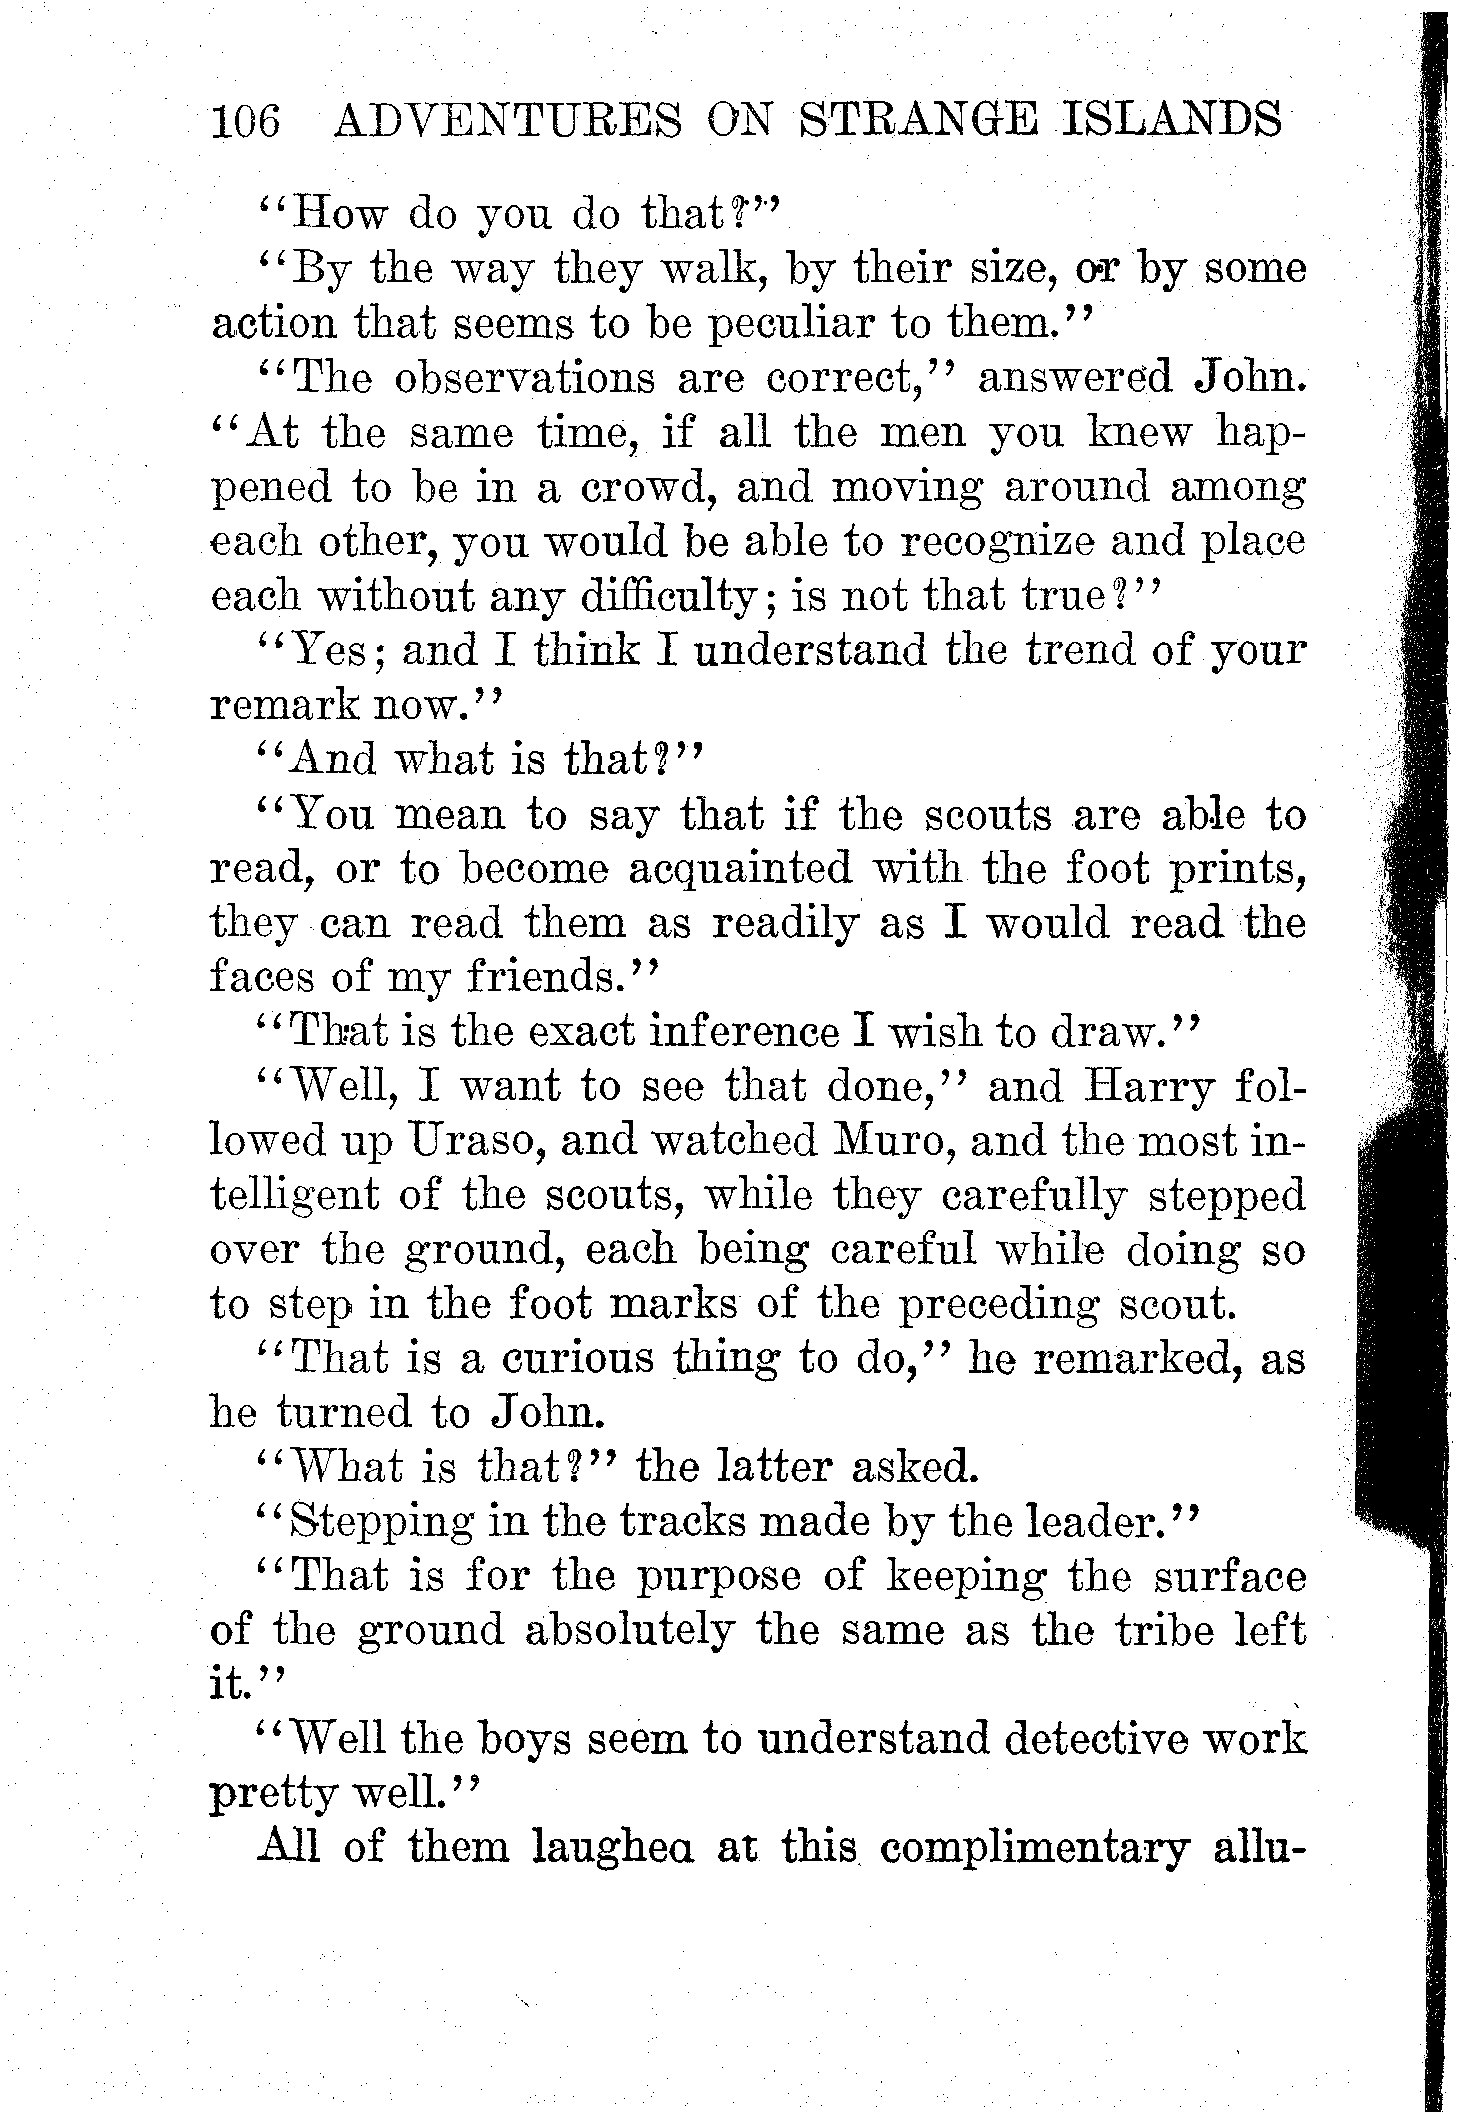 106 ADVENTURES ON STRANGE ISLANDS
"How do you do that?"
"By the way they walk, by their size, or by some
action that seems to be peculiar to them."
"The observations are correct," answered John.
"At the same time, if all the men you knew hap-
pened to be in a crowd, and moving around among
each other, you would be able to recognize and place
each without any difficulty; is not that true?"
"Yes; and I think I understand the trend of your
remark now."
"And what is that?"
"You mean to say that if the scouts are able to
read, or to become acquainted with the foot prints,
they can read them as readily as I would read the
faces of my friends."
"That is the exact inference I wish to draw."
"Well, I want to see that done," and Harry fol-
lowed up Uraso, and watched Muro, and the most in-
telligent of the scouts, while they carefully stepped
over the ground, each being careful while doing so
to step in the foot marks of the preceding scout.
"That is a curious thing to do," he remarked, as
he turned to John.
"What is that?" the latter asked.
"Stepping in the tracks made by the leader."
"That is for the purpose of keeping the surface
of the ground absolutely the same as the tribe left
it."
"Well the boys seem to understand detective work
pretty well."
All of them laughed at this complimentary allu-